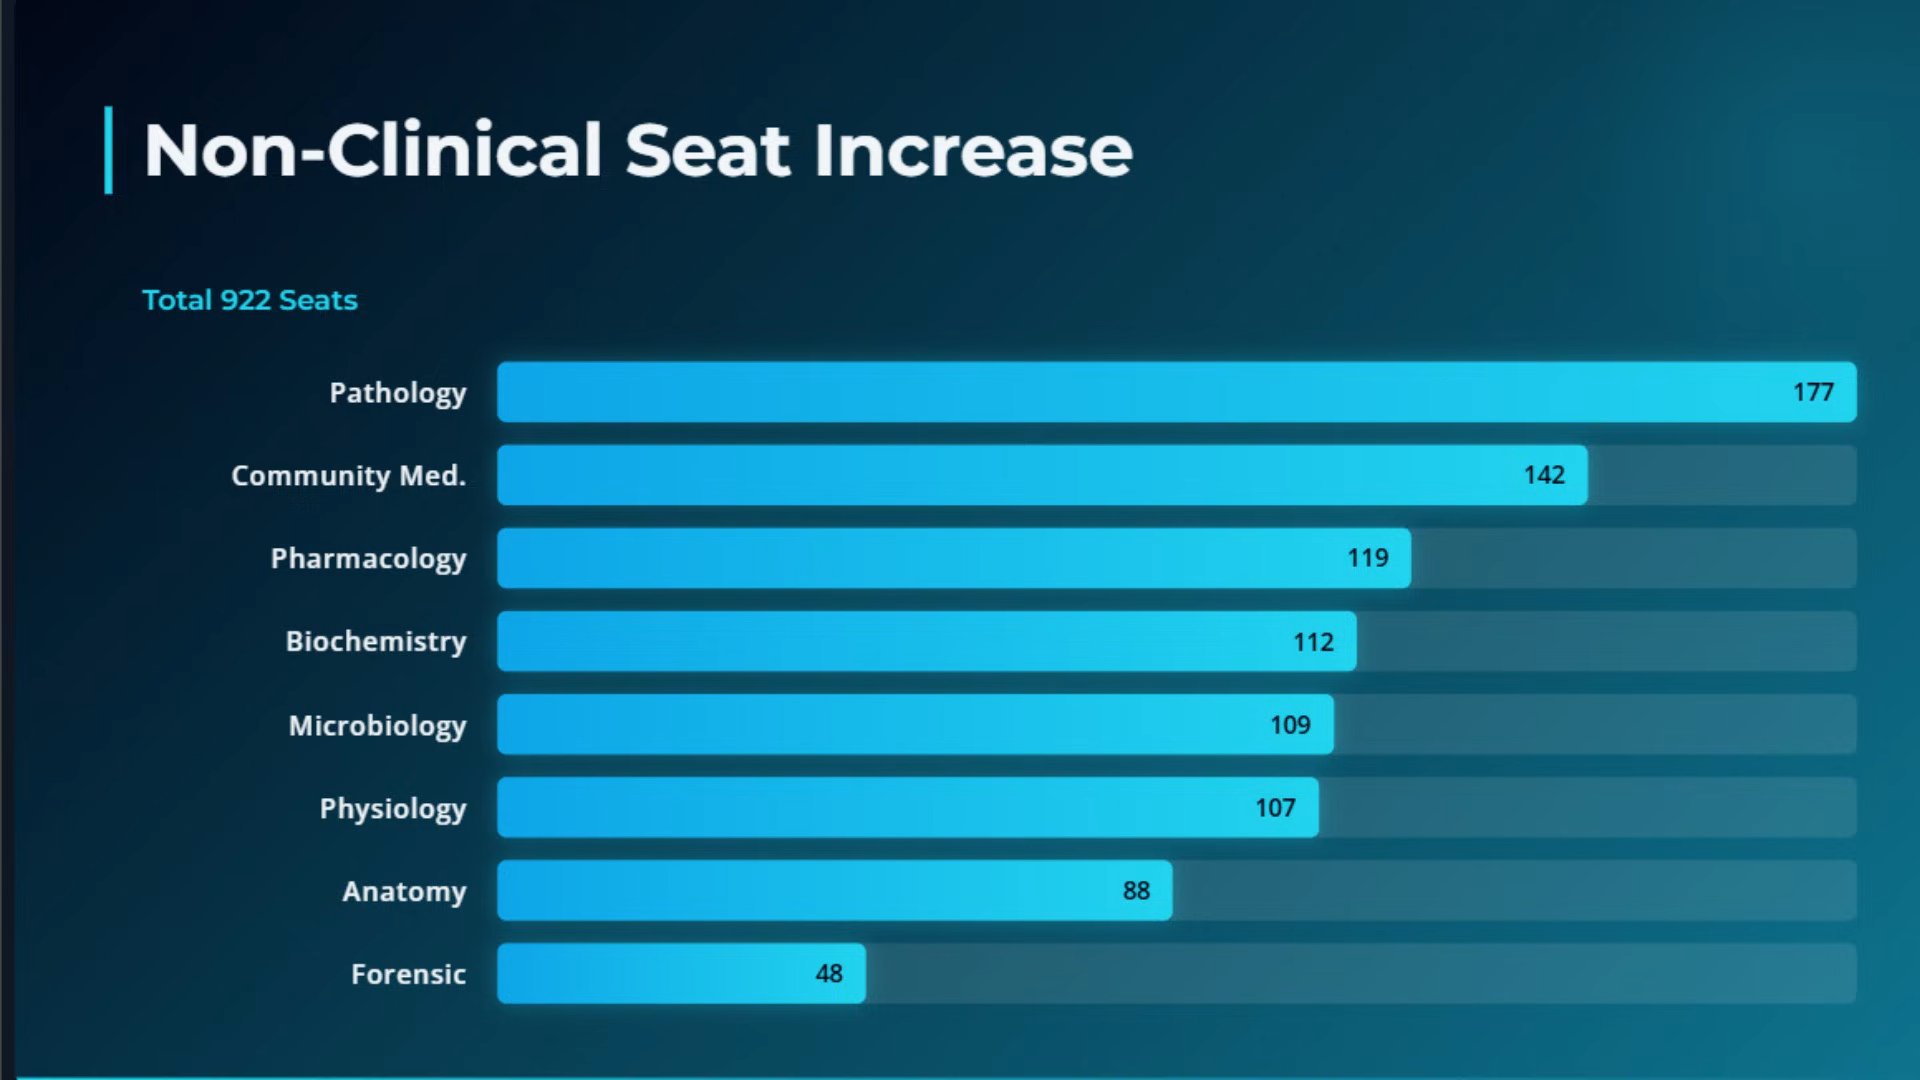 Non-Clinical Seat Increase
Total 922 Seats
Pathology 177
Community Med. 142
Pharmacology 119
Biochemistry 112
Microbiology 109
Physiology 107
Anatomy 88
Forensic 48